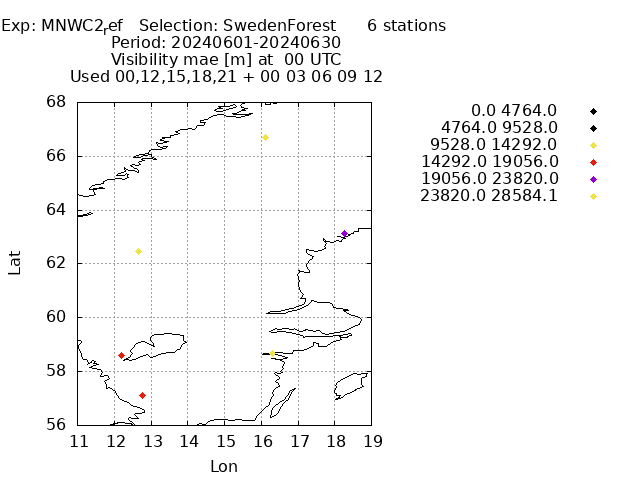 Exp: MNWC2ref Selection: SwedenForest 6 stations
Period: 20240601-20240630
Visibility mae [m] at 00 UTC
Used 00,12,15,18,21 + 00 03 06 09 12
0.0 4764.0
4764.0 9528.0
9528.0 14292.0
14292.0 19056.0
19056.0 23820.0
23820.0 28584.1
68
66
64
62
60
58
56
Lat
11 12 13 14 15 16 17 18 19
Lon